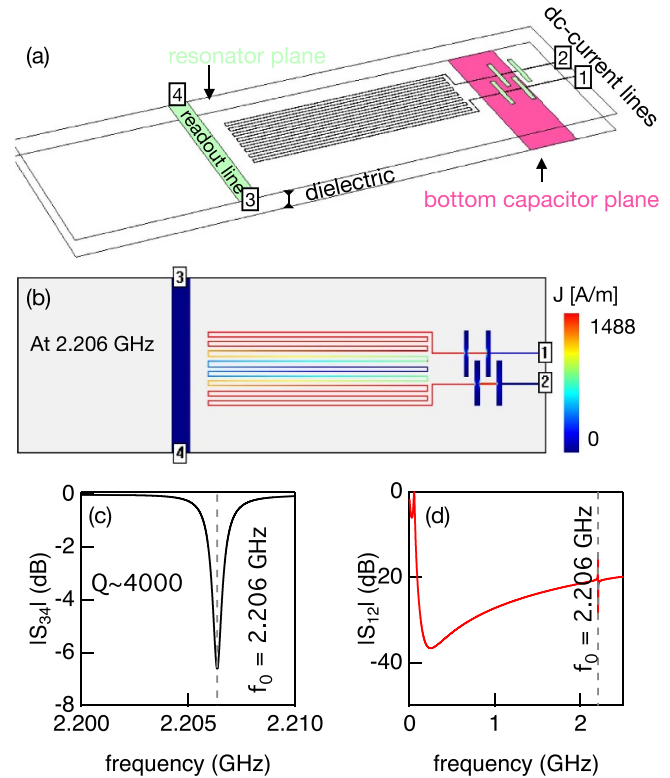 (a)
resonator plane
dc-current lines
2
1
4
readout line
3
dielectric
bottom capacitor plane
(b)
3
J [A/m]
1488
At 2.206 GHz
1
2
0
4
(c)
0
-2
-4
-6
-8
|S34| (dB)
Q~4000
f0 = 2.206 GHz
2.200
2.205
2.210
frequency (GHz)
(d)
0
-20
-40
|S12| (dB)
f0 = 2.206 GHz
0
1
2
frequency (GHz)